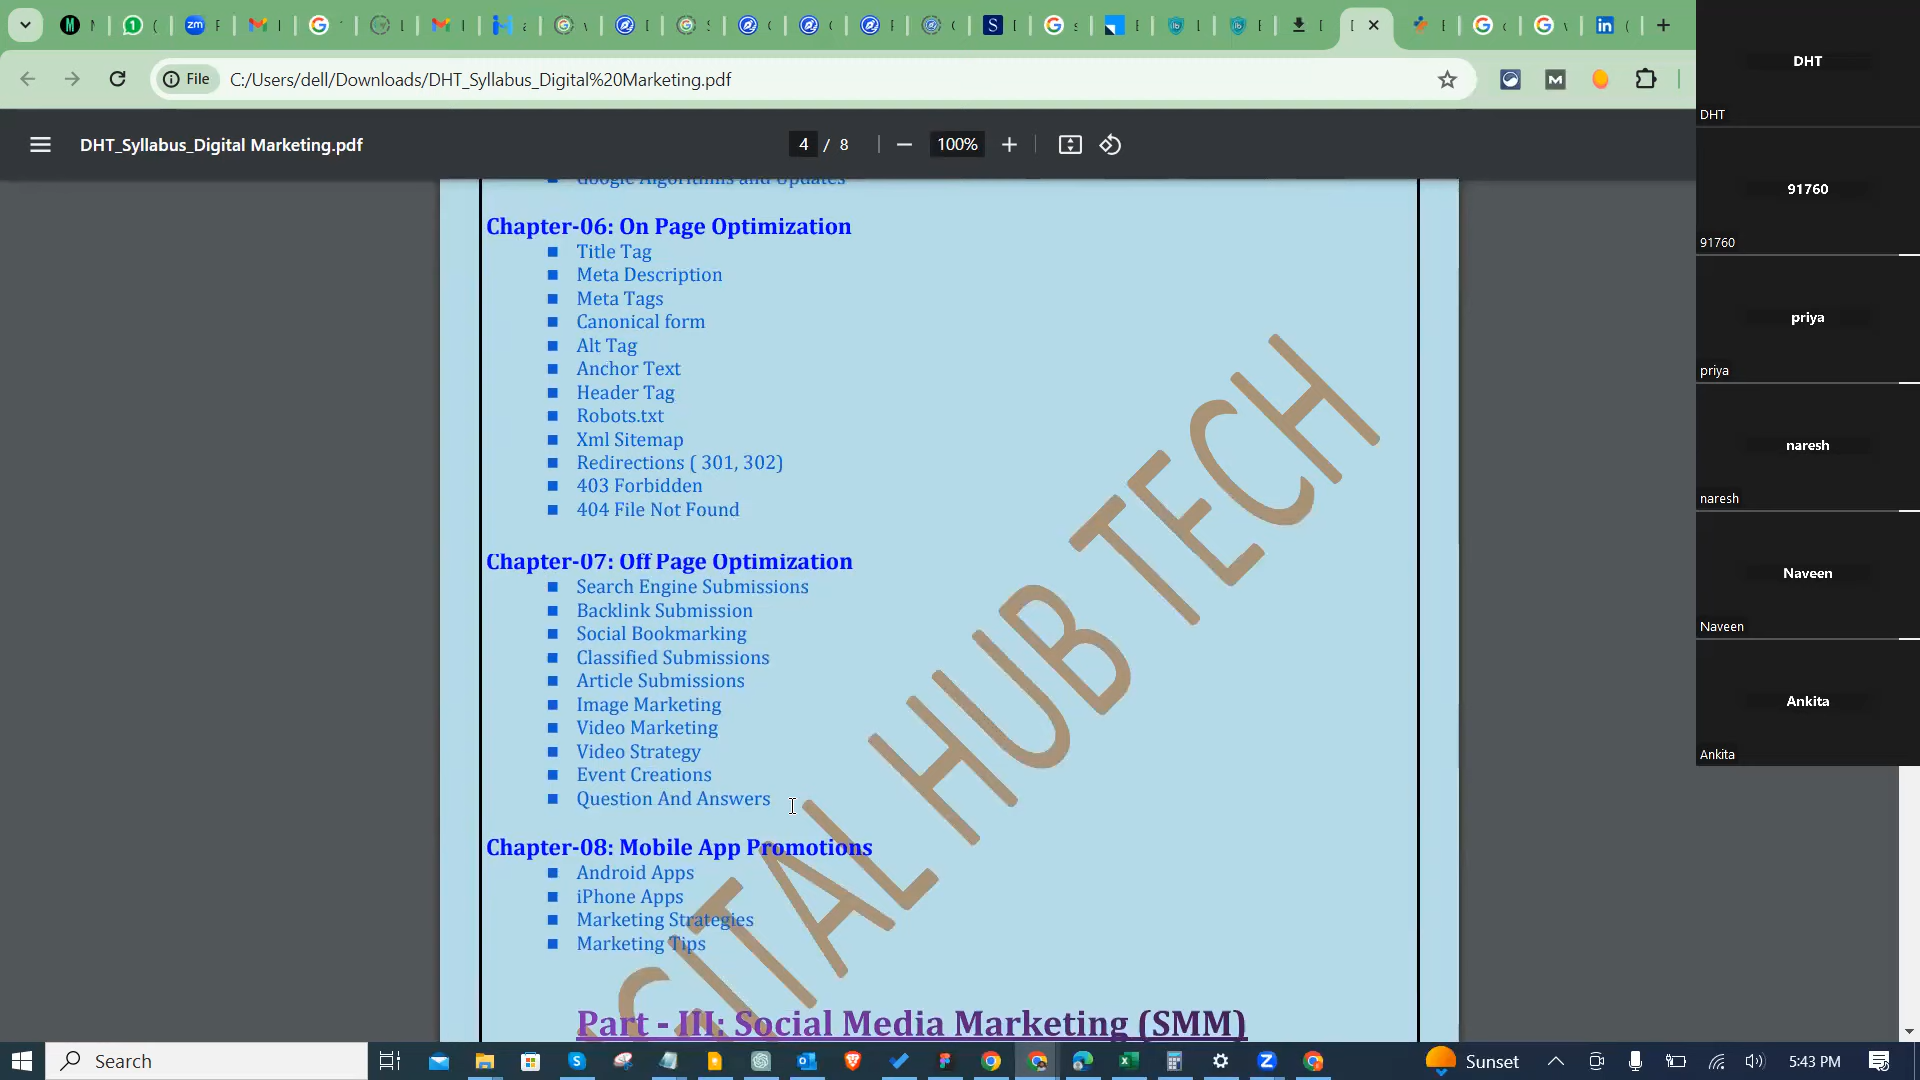 File
C:/Users/dell/Downloads/DHT_Syllabus_Digital%20Marketing.pdf
DHT_Syllabus_Digital Marketing.pdf
4 / 8
100%
Google Algorithms and Updates
Chapter-06: On Page Optimization
Title Tag
Meta Description
Meta Tags
Canonical form
Alt Tag
Anchor Text
Header Tag
Robots.txt
Xml Sitemap
Redirections ( 301, 302)
403 Forbidden
404 File Not Found
Chapter-07: Off Page Optimization
Search Engine Submissions
Backlink Submission
Social Bookmarking
Classified Submissions
Article Submissions
Image Marketing
Video Marketing
Video Strategy
Event Creations
Question And Answers
Chapter-08: Mobile App Promotions
Android Apps
iPhone Apps
Marketing Strategies
Marketing Tips
Part - III: Social Media Marketing (SMM)
GITAL HUB TECH
DHT
DHT
91760
91760
priya
priya
naresh
naresh
Naveen
Naveen
Ankita
Ankita
Search
Sunset
5:43 PM